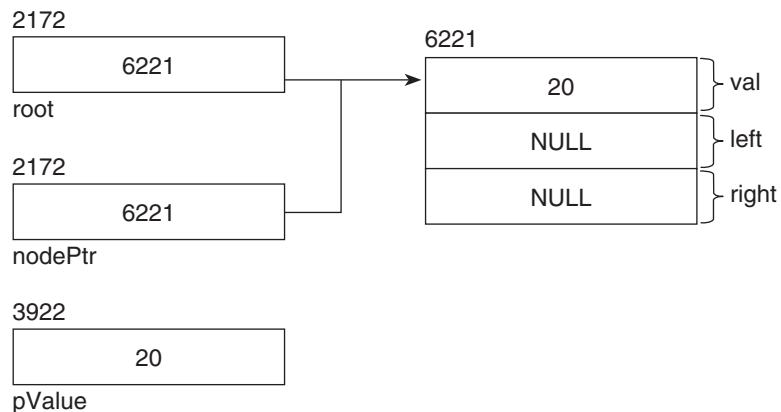 2172
6221
root
2172
6221
nodePtr
3922
20
pValue
6221
20
val
NULL
left
NULL
right